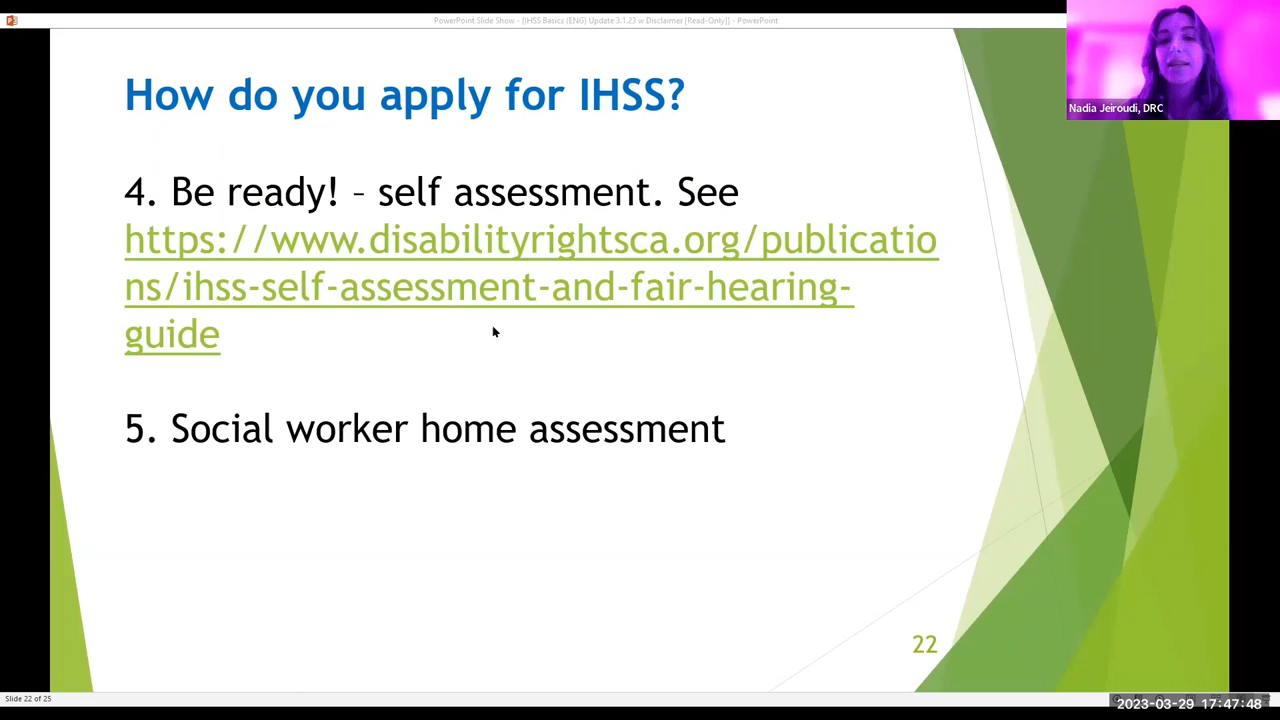 PowerPoint Slide Show - [IHSS Basics (ENG) Update 3.1.23 w Disclaimer [Read-Only]] - PowerPoint
Nadia Jeiroudi, DRC
How do you apply for IHSS?
4. Be ready! – self assessment. See
https://www.disabilityrightsca.org/publicatio
ns/ihss-self-assessment-and-fair-hearing-
guide
5. Social worker home assessment
22
Slide 22 of 25
2023-03-29 17:47:48